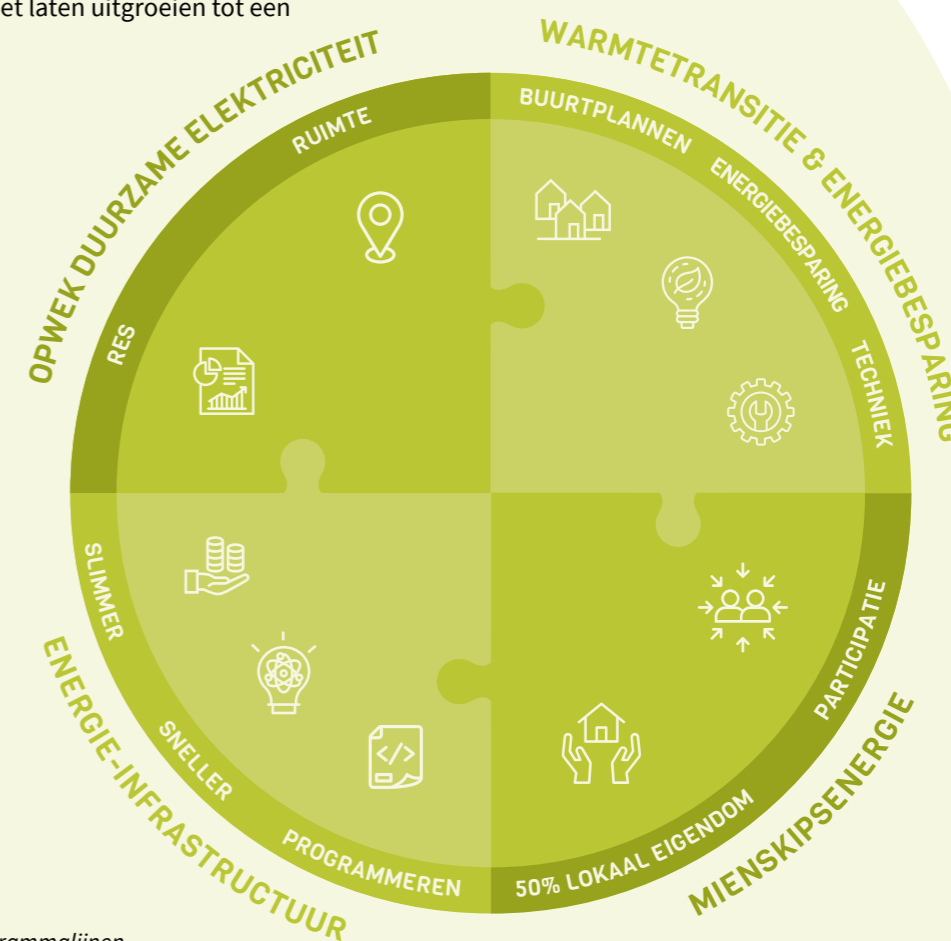 et laten uitgroeien tot een
OPWEK DUURZAME ELEKTRICITEIT
RUIMTE
RES
WARMTETRANSITIE & ENERGIEBESPARING
BUURTPLANNEN
ENERGIEBESPARING
TECHNIEK
ENERGIE-INFRASTRUCTUUR
SLIMMER
SNELLER
PROGRAMMEREN
MIENSKIPSENERGIE
PARTICIPATIE
50% LOKAAL EIGENDOM